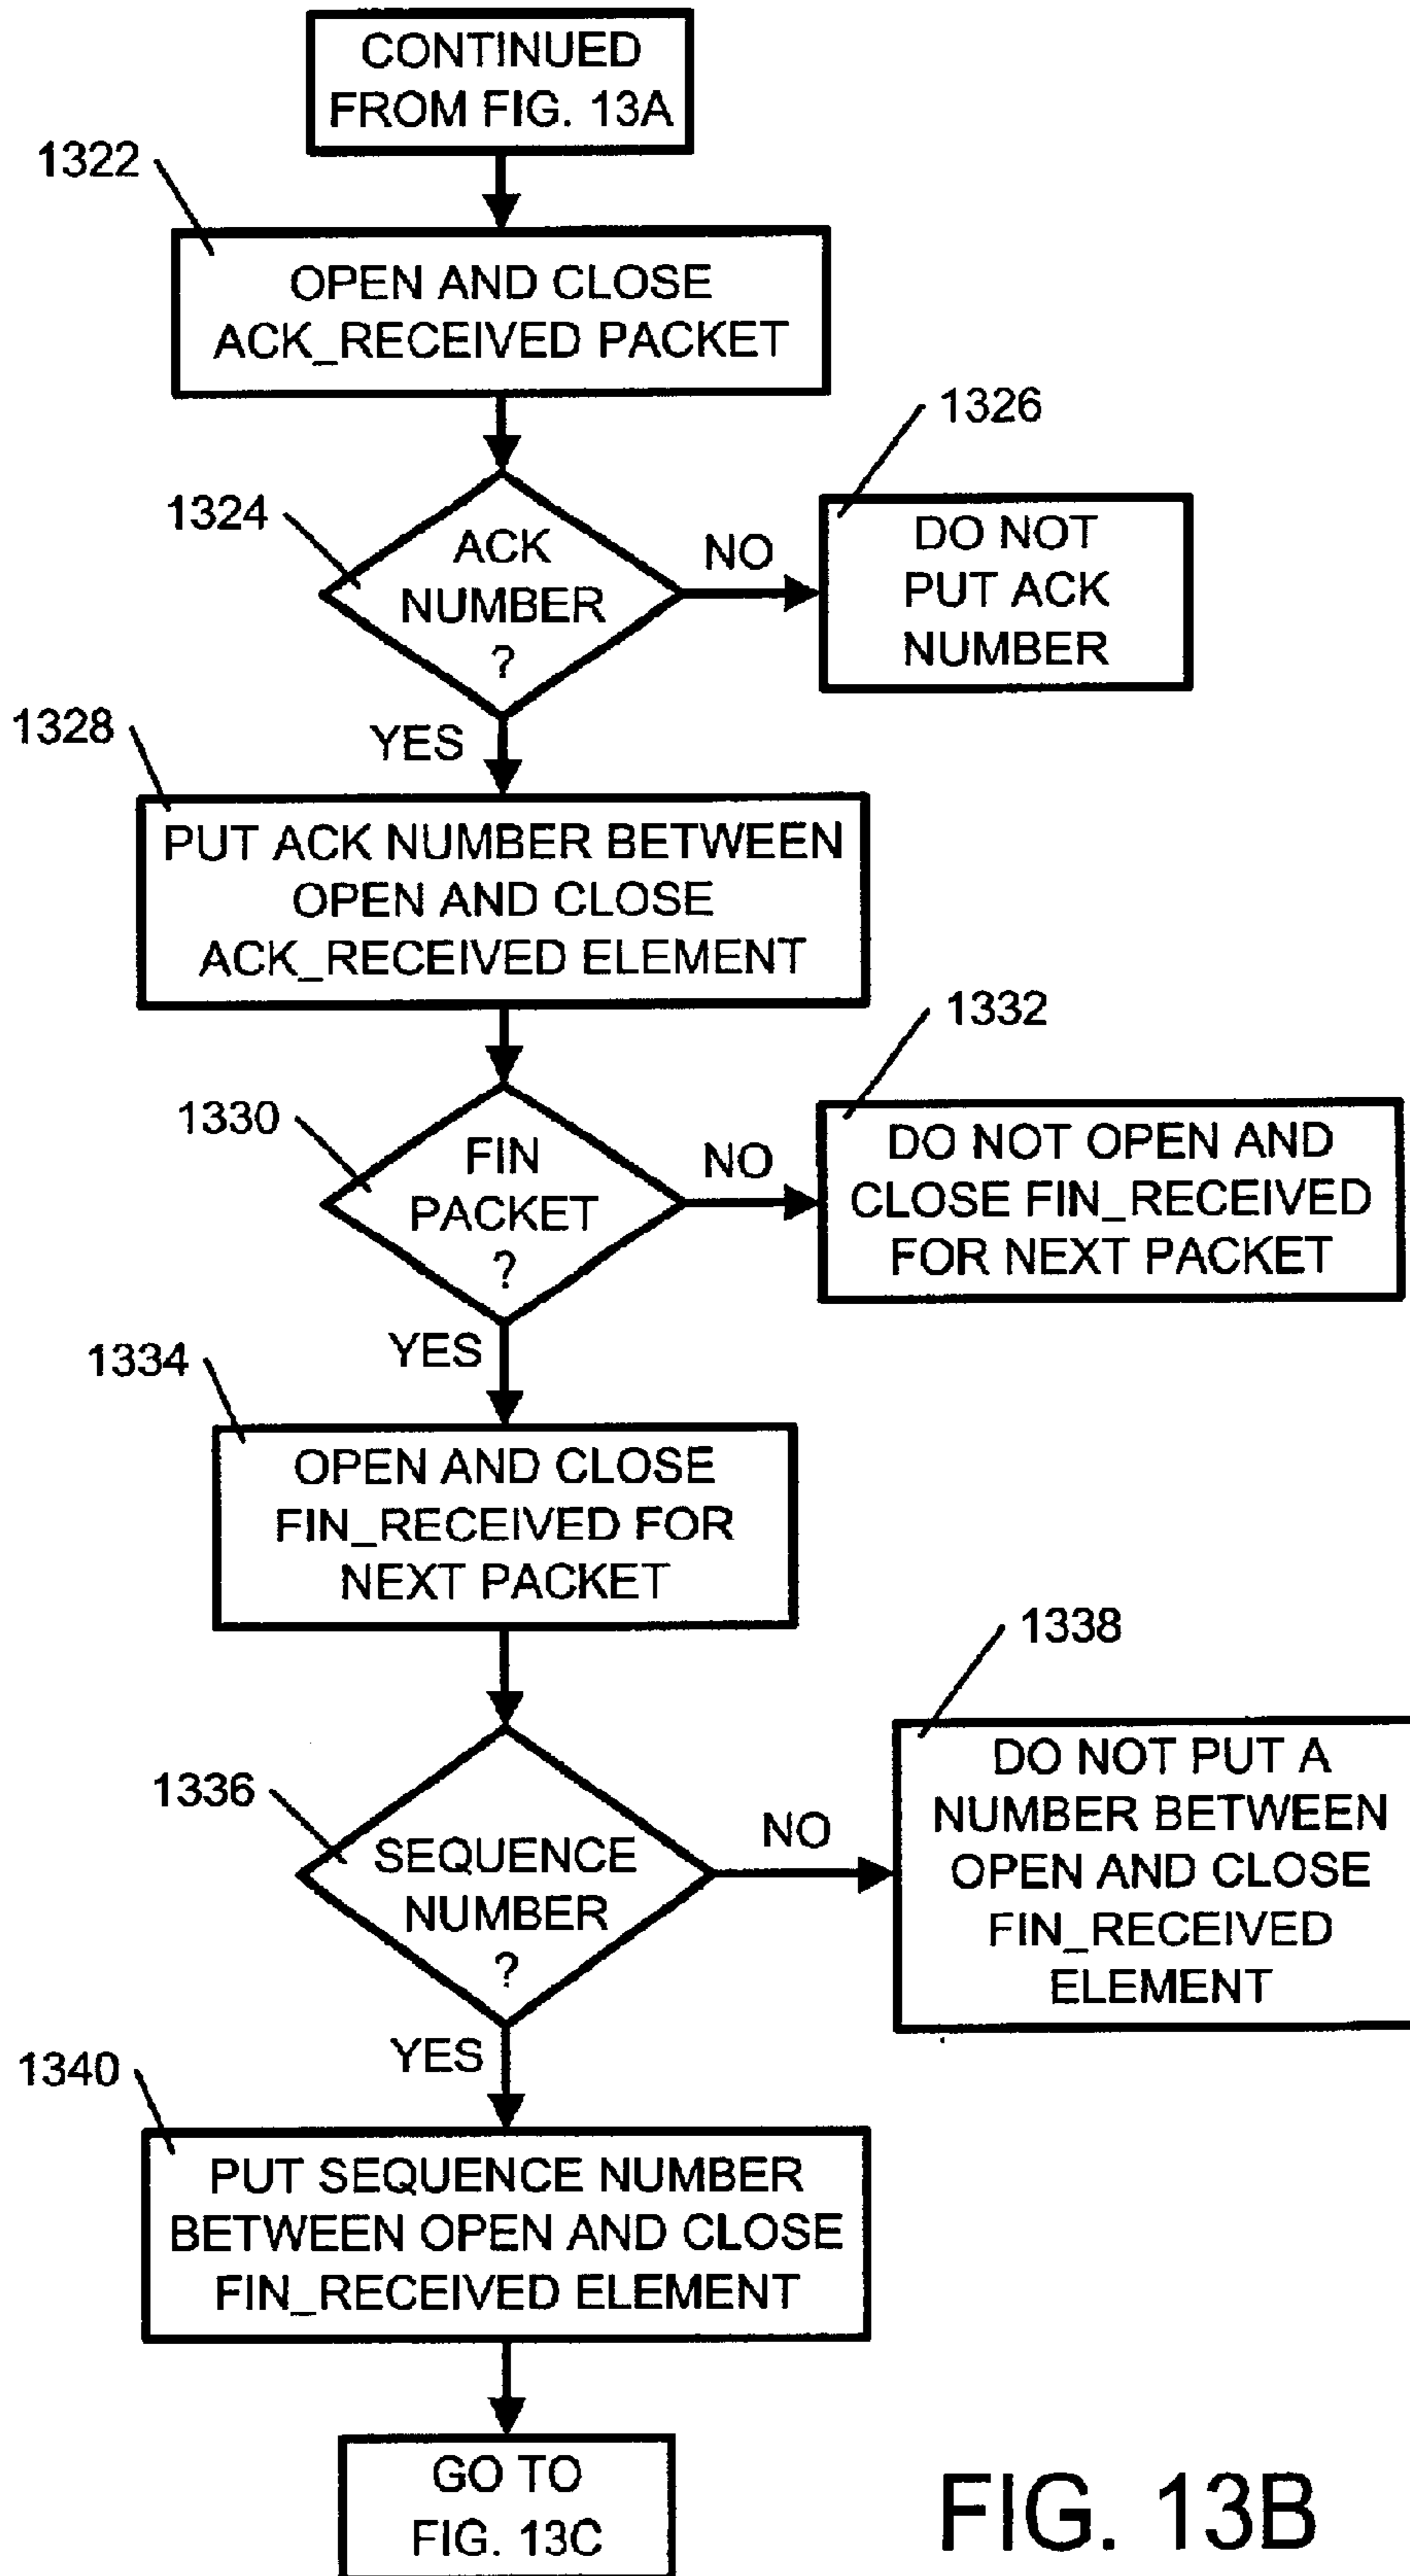 CONTINUED
FROM FIG. 13A
1322
OPEN AND CLOSE
ACK_RECEIVED PACKET
1324
ACK
NUMBER
?
NO
1326
DO NOT
PUT ACK
NUMBER
YES
1328
PUT ACK NUMBER BETWEEN
OPEN AND CLOSE
ACK_RECEIVED ELEMENT
1330
FIN
PACKET
?
NO
1332
DO NOT OPEN AND
CLOSE FIN_RECEIVED
FOR NEXT PACKET
YES
1334
OPEN AND CLOSE
FIN_RECEIVED FOR
NEXT PACKET
1336
SEQUENCE
NUMBER
?
NO
1338
DO NOT PUT A
NUMBER BETWEEN
OPEN AND CLOSE
FIN_RECEIVED
ELEMENT
YES
1340
PUT SEQUENCE NUMBER
BETWEEN OPEN AND CLOSE
FIN_RECEIVED ELEMENT
GO TO
FIG. 13C
FIG. 13B